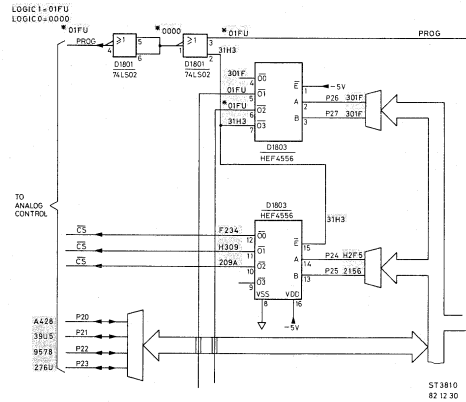 LOGIC 1=01FU
LOGIC 0=0000
*01FU
PROG
4
≥1
5
6
D1801
74LS02
*0000
1
≥1
3
2
D1801
74LS02
*01FU
PROG
31H3
301F
4
O0
01FU
5
O1
*01FU
6
O2
31H3
7
O3
E
1
-5V
A
2
P26 301F
B
3
P27 301F
D1803
HEF4556
TO
ANALOG
CONTROL
D1803
HEF4556
31H3
CS
F234
12
O0
CS
H309
11
O1
CS
209A
10
O2
9
O3
E
15
A
14
P24 H2F5
B
13
P25 2156
VSS
8
VDD
16
-5V
A428 P20
39U5 P21
9578 P22
276U P23
ST3810
82 12 30